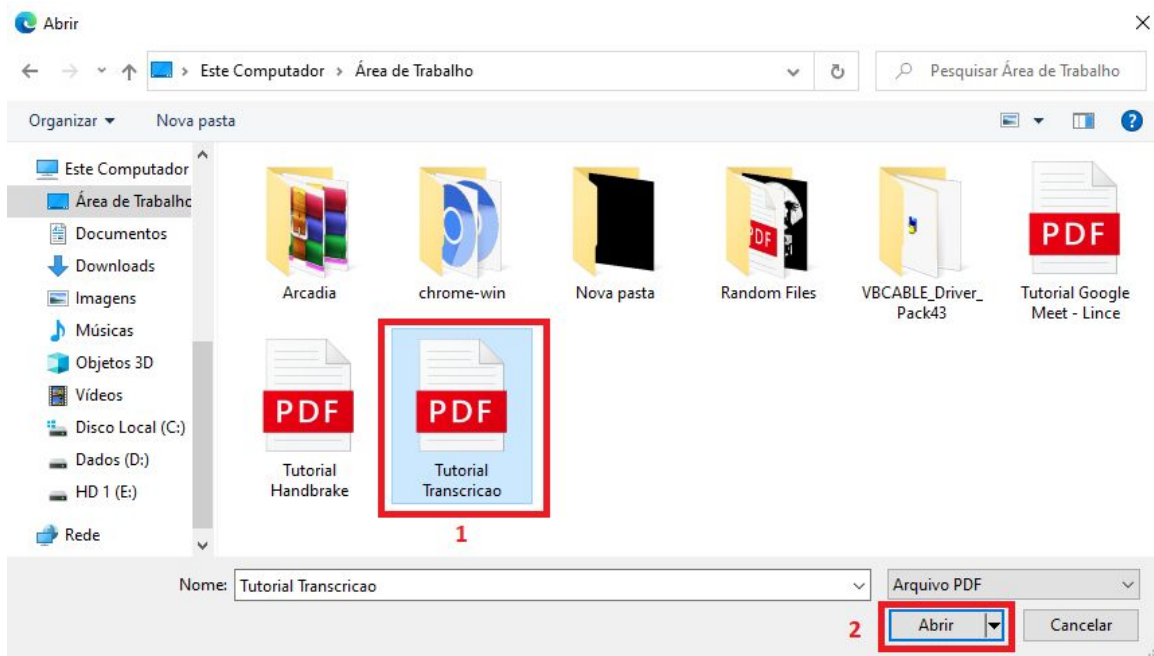 Abrir
Este Computador > Área de Trabalho
Pesquisar Área de Trabalho
Organizar
Nova pasta
Este Computador
Área de Trabalho
Documentos
Downloads
Imagens
Músicas
Objetos 3D
Vídeos
Disco Local (C:)
Dados (D:)
HD 1 (E:)
Rede
Arcadia
chrome-win
Nova pasta
PDF
Random Files
VBCABLE_Driver_
Pack43
PDF
Tutorial Google
Meet - Lince
PDF
Tutorial
Handbrake
PDF
Tutorial
Transcricao
1
Nome: Tutorial Transcricao
Arquivo PDF
2
Abrir
Cancelar